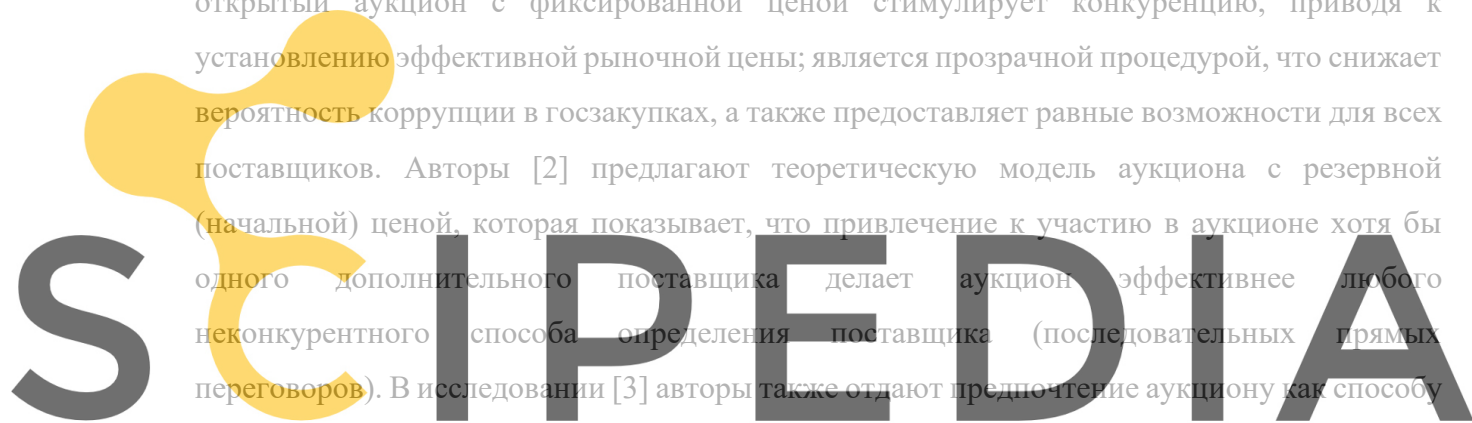 открытый аукцион с фиксированной ценой стимулирует конкуренцию, приводя к
установлению эффективной рыночной цены; является прозрачной процедурой, что снижает
вероятность коррупции в госзакупках, а также предоставляет равные возможности для всех
поставщиков. Авторы [2] предлагают теоретическую модель аукциона с резервной
(начальной) ценой, которая показывает, что привлечение к участию в аукционе хотя бы
одного дополнительного поставщика делает аукцион эффективнее любого
неконкурентного способа определения поставщика (последовательных прямых
переговоров). В исследовании [3] авторы также отдают предпочтение аукциону как способу
SCIPEDIA